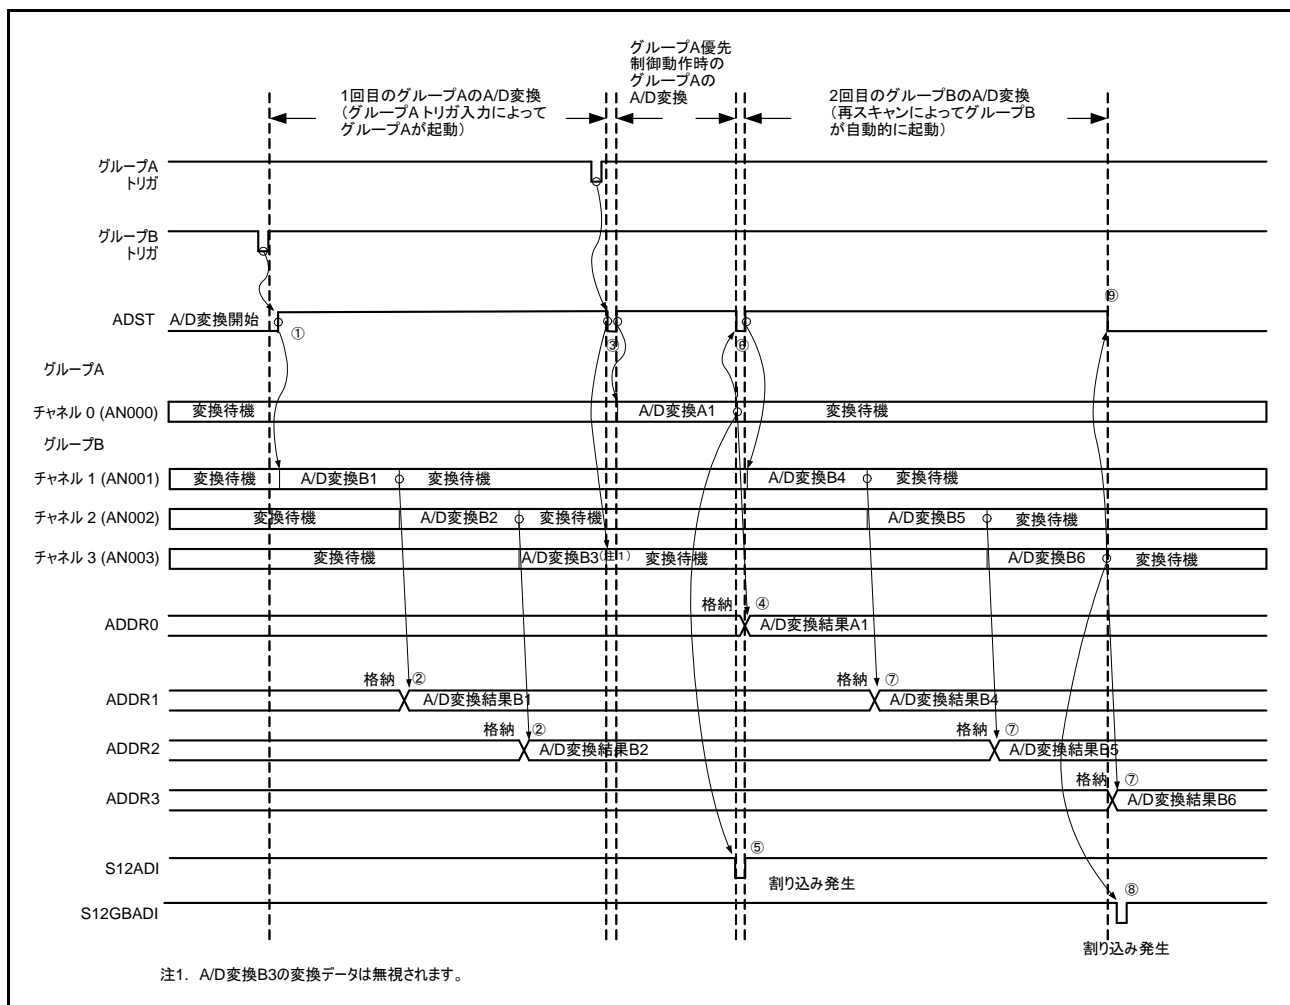 グループA優先
制御動作時の
グループAの
A/D変換
1回目のグループAのA/D変換
(グループAトリガ入力によって
グループAが起動)
2回目のグループBのA/D変換
(再スキャンによってグループB
が自動的に起動)
グループA
トリガ
グループB
トリガ
ADST A/D変換開始 ① ③ ⑥ ⑨
グループA
チャネル 0 (AN000) 変換待機 A/D変換A1 変換待機
グループB
チャネル 1 (AN001) 変換待機 A/D変換B1 変換待機 A/D変換B4 変換待機
チャネル 2 (AN002) 変換待機 A/D変換B2 変換待機 A/D変換B5 変換待機
チャネル 3 (AN003) 変換待機 A/D変換B3(注1) 変換待機 A/D変換B6 変換待機
格納 ④
ADDR0 A/D変換結果A1
格納 ② 格納 ⑦
ADDR1 A/D変換結果B1 A/D変換結果B4
格納 ② 格納 ⑦
ADDR2 A/D変換結果B2 A/D変換結果B5
格納 ⑦
ADDR3 A/D変換結果B6
S12ADI ⑤
割り込み発生
S12GBADI ⑧
割り込み発生
注1. A/D変換B3の変換データは無視されます。